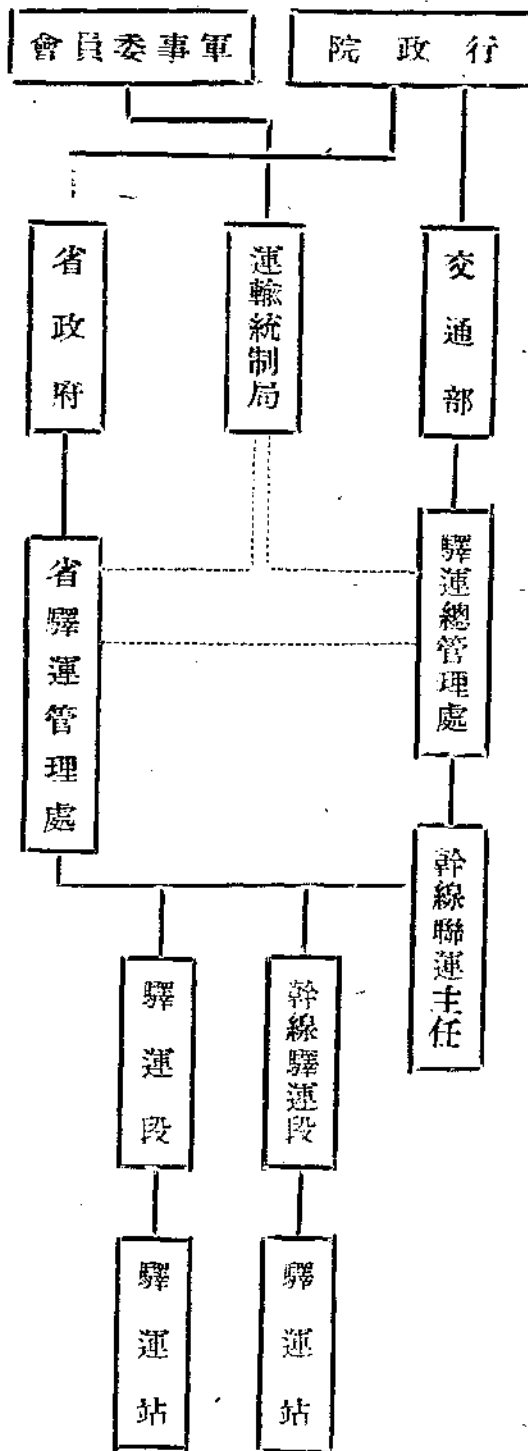 行政院
軍事委員會
交通部
運輸統制局
省政府
驛運總管理處
省驛運管理處
幹線聯運主任
幹線驛運段
驛運段
驛運站
驛運站